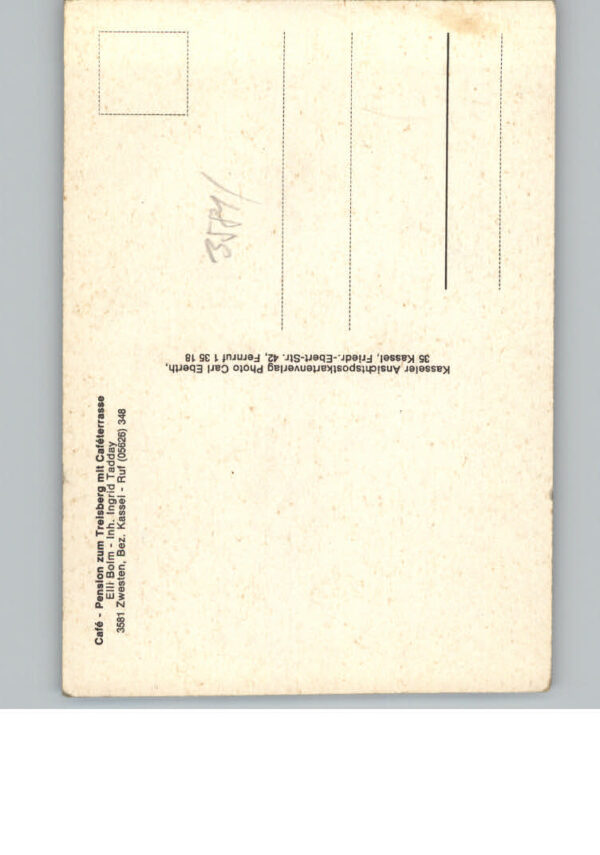 Café - Pension zum Treisberg mit Caféterrasse
Elli Bolm - Inh. Ingrid Tadday
3581 Zwesten, Bez. Kassel - Ruf (05626) 348
Kasseler Ansichtspostkartenverlag Photo Carl Eberth,
35 Kassel, Friedr.-Ebert-Str. 42, Fernruf 1 35 18